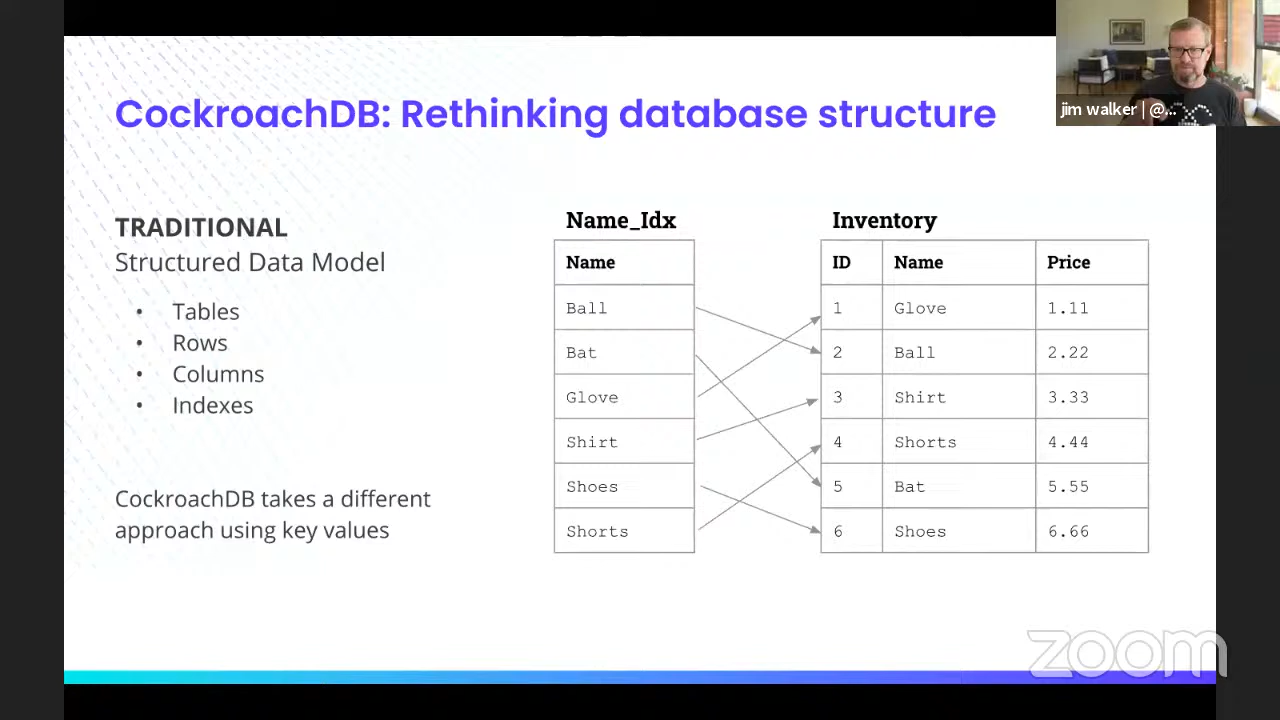 CockroachDB: Rethinking database structure
jim walker | @...
TRADITIONAL
Structured Data Model
• Tables
• Rows
• Columns
• Indexes
CockroachDB takes a different
approach using key values
Name_Idx
Name
Ball
Bat
Glove
Shirt
Shoes
Shorts
Inventory
ID Name Price
1 Glove 1.11
2 Ball 2.22
3 Shirt 3.33
4 Shorts 4.44
5 Bat 5.55
6 Shoes 6.66
zoom